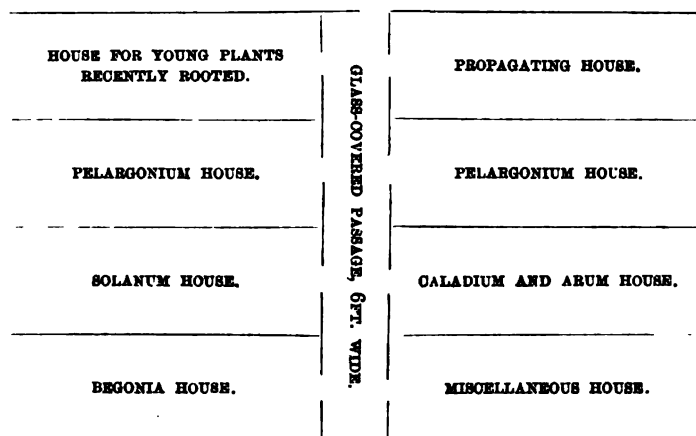 HOUSE FOR YOUNG PLANTS
RECENTLY ROOTED.
PELARGONIUM HOUSE.
SOLANUM HOUSE.
BEGONIA HOUSE.
GLASS-COVERED PASSAGE, 6FT. WIDE.
PROPAGATING HOUSE.
PELARGONIUM HOUSE.
CALADIUM AND ARUM HOUSE.
MISCELLANEOUS HOUSE.